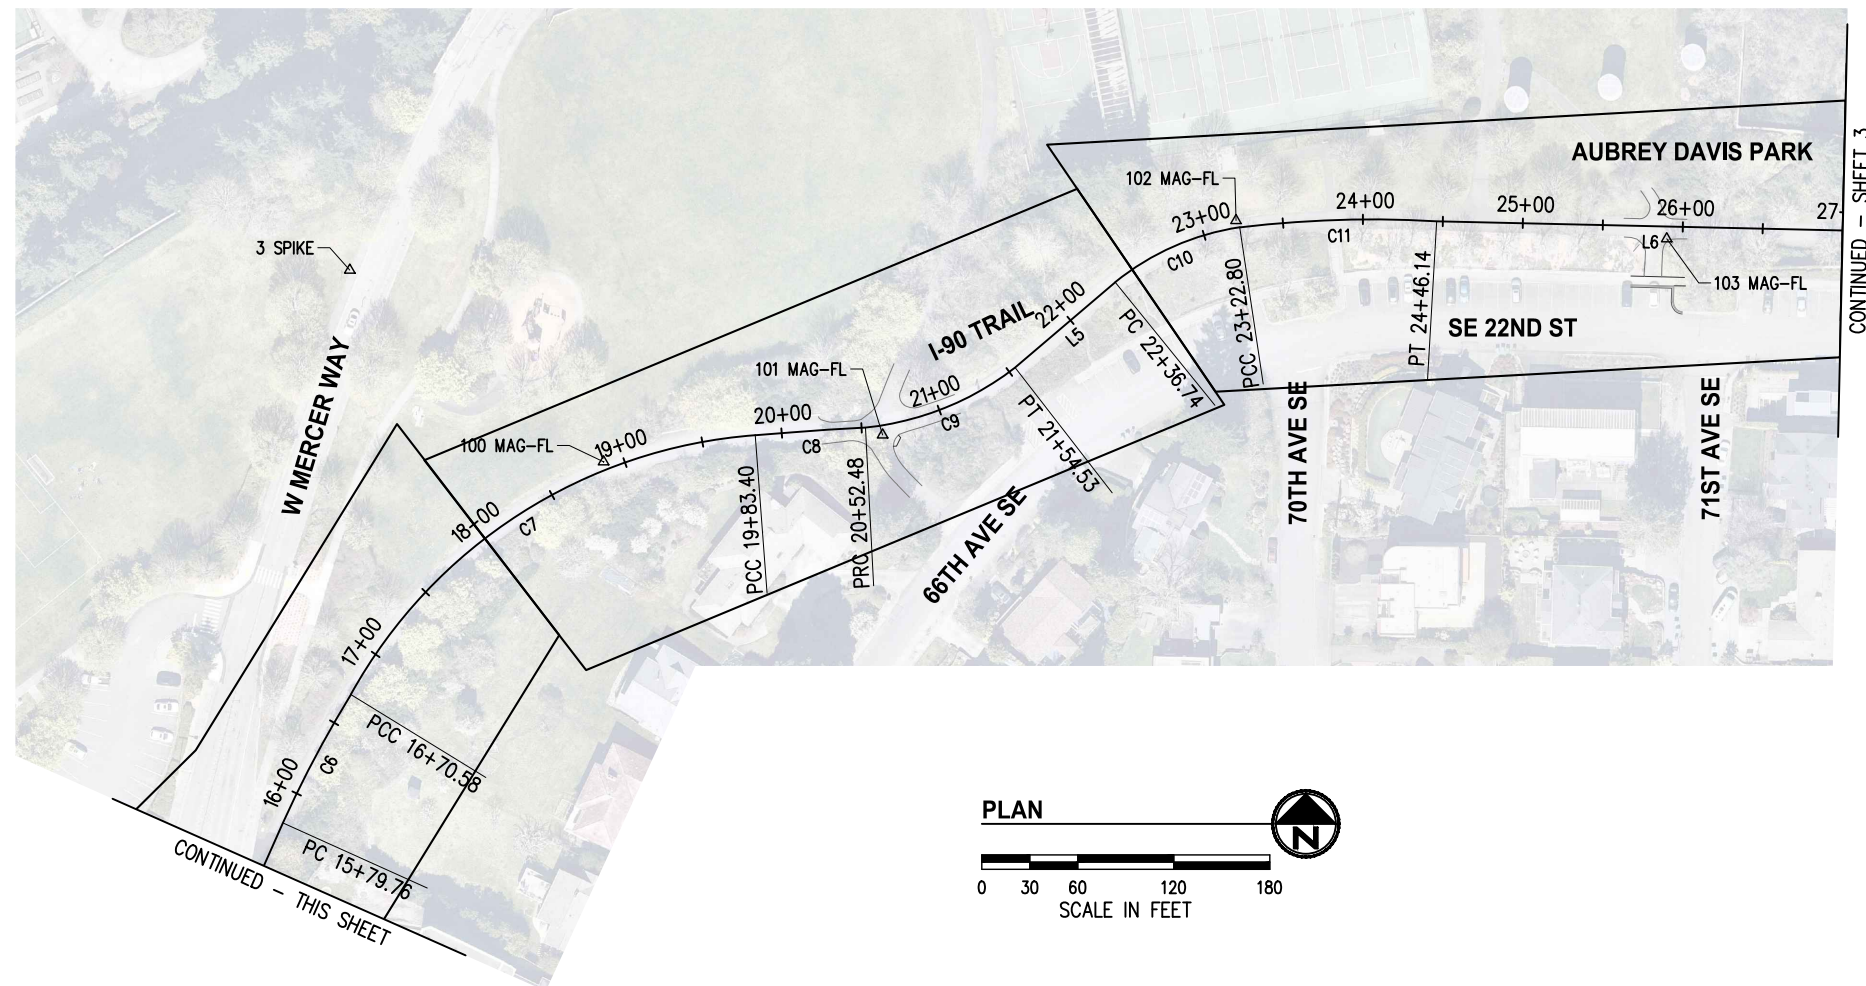 AUBREY DAVIS PARK
CONTINUED - SHEET 3
102 MAG-FL
23+00
24+00
25+00
26+00
27
C10
C11
L6
103 MAG-FL
3 SPIKE
PCC 23+22.80
PT 24+46.14
SE 22ND ST
I-90 TRAIL
22+00
L5
PC 22+36.74
W MERCER WAY
101 MAG-FL
21+00
C9
PT 21+54.53
20+00
C8
100 MAG-FL
19+00
18+00
C7
PCC 19+83.40
PRC 20+52.48
66TH AVE SE
70TH AVE SE
71ST AVE SE
17+00
PCC 16+70.58
16+00
C6
PC 15+79.76
CONTINUED - THIS SHEET
PLAN
N
0 30 60 120 180
SCALE IN FEET